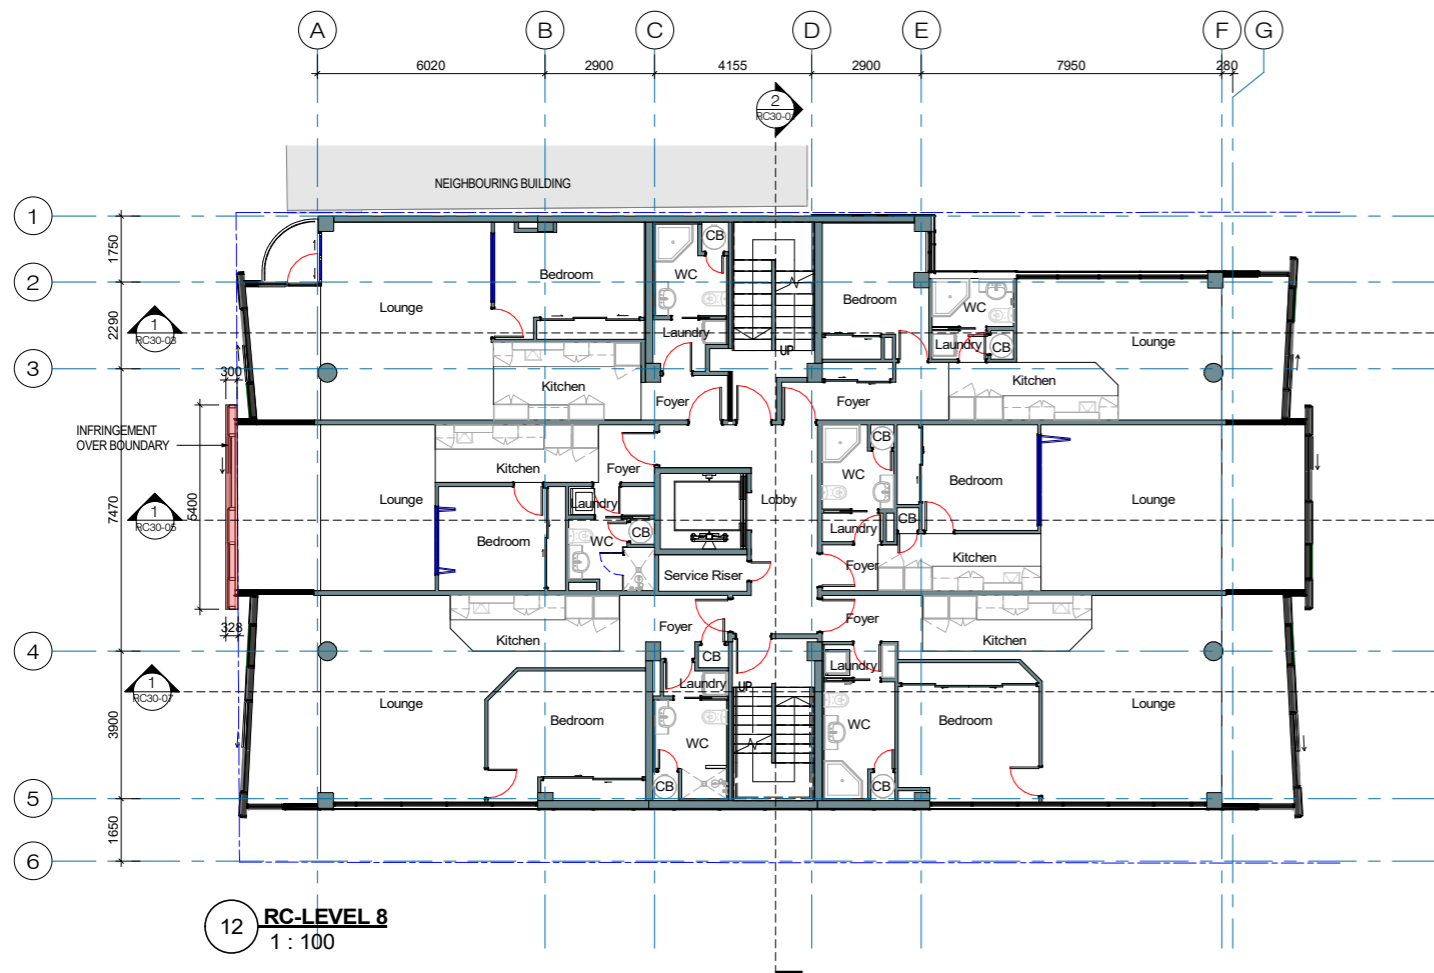 A B C D E F G
6020 2900 4155 2900 7950 280
2
NEIGHBOURING BUILDING
1
1750
2
2290
3
300
7470
5400
328
4
3900
5
1650
6
1
RC30-03
INFRINGEMENT
OVER BOUNDARY
1
RC30-05
1
RC30-07
Lounge
Bedroom
WC
CB
Laundry
Kitchen
Foyer
UP
Bedroom
WC
Laundry
CB
Lounge
Kitchen
Foyer
Lounge
Kitchen
Foyer
Laundry
Bedroom
WC
CB
Lobby
Service Riser
WC
CB
Laundry
CB
Bedroom
Lounge
Kitchen
Foyer
Lounge
Kitchen
Foyer
CB
Laundry
Bedroom
WC
CB
UP
Foyer
Kitchen
Laundry
WC
CB
Bedroom
Lounge
12 RC-LEVEL 8
1 : 100